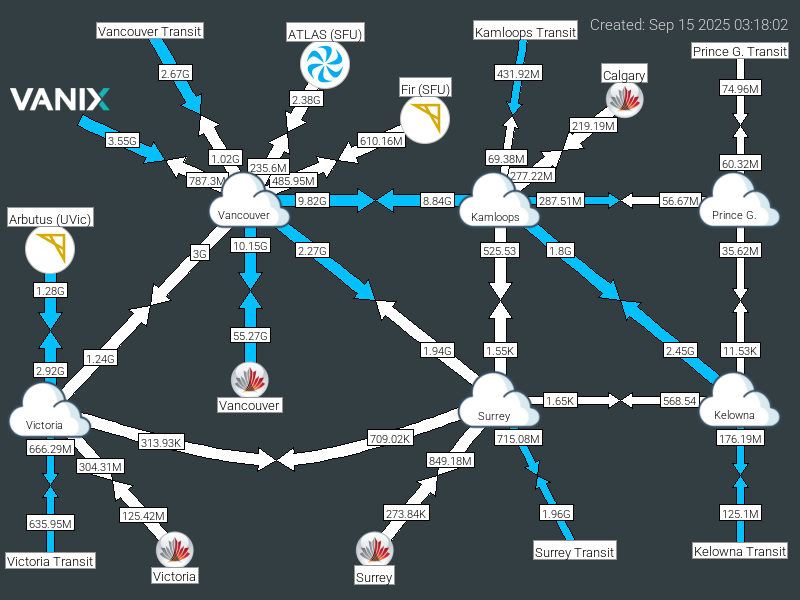 Created: Sep 15 2025 03:18:02
Vancouver Transit
ATLAS (SFU)
Kamloops Transit
Prince G. Transit
2.67G
431.92M
Calgary
74.96M
Fir (SFU)
VANIX
2.38G
219.19M
3.55G
610.16M
1.02G
69.38M
60.32M
235.6M
277.22M
787.3M
485.95M
9.82G
8.84G
287.51M
56.67M
Vancouver
Kamloops
Prince G.
Arbutus (UVic)
3G
10.15G
2.27G
525.53
1.8G
35.62M
1.28G
55.27G
1.24G
1.94G
1.55K
2.45G
11.53K
2.92G
Vancouver
1.65K
568.54
Victoria
Surrey
Kelowna
666.29M
313.93K
709.02K
715.08M
176.19M
304.31M
849.18M
635.95M
125.42M
273.84K
1.96G
125.1M
Victoria Transit
Victoria
Surrey
Surrey Transit
Kelowna Transit